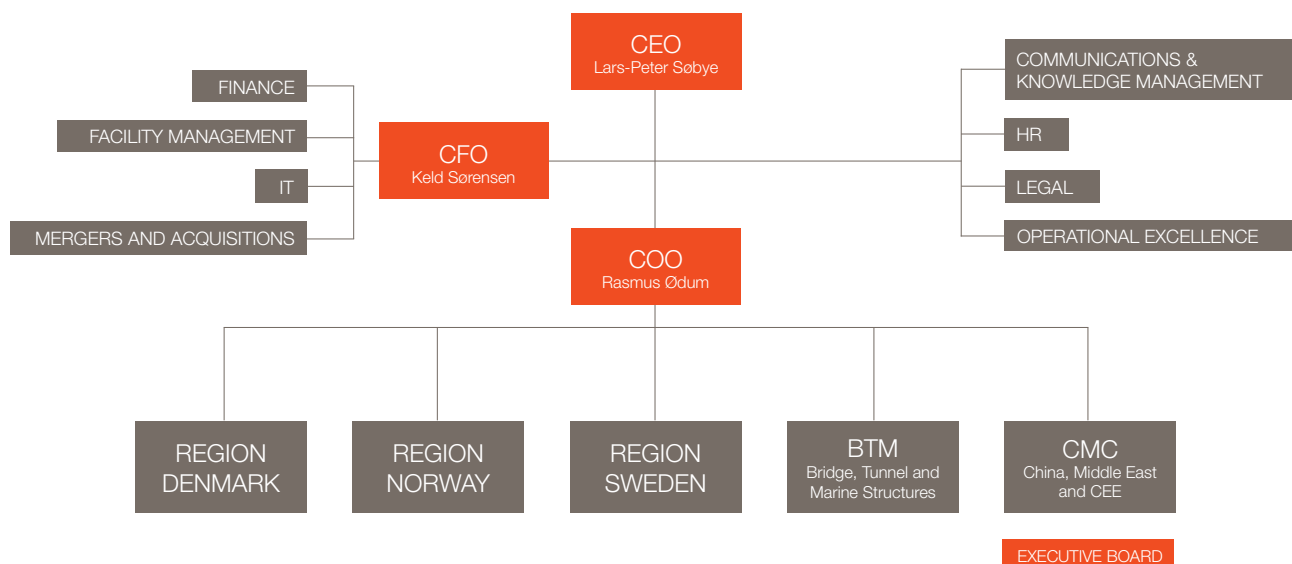 CEO
Lars-Peter Søbye
FINANCE
FACILITY MANAGEMENT
IT
MERGERS AND ACQUISITIONS
CFO
Keld Sørensen
COMMUNICATIONS &
KNOWLEDGE MANAGEMENT
HR
LEGAL
OPERATIONAL EXCELLENCE
COO
Rasmus Ødum
REGION
DENMARK
REGION
NORWAY
REGION
SWEDEN
BTM
Bridge, Tunnel and
Marine Structures
CMC
China, Middle East
and CEE
EXECUTIVE BOARD